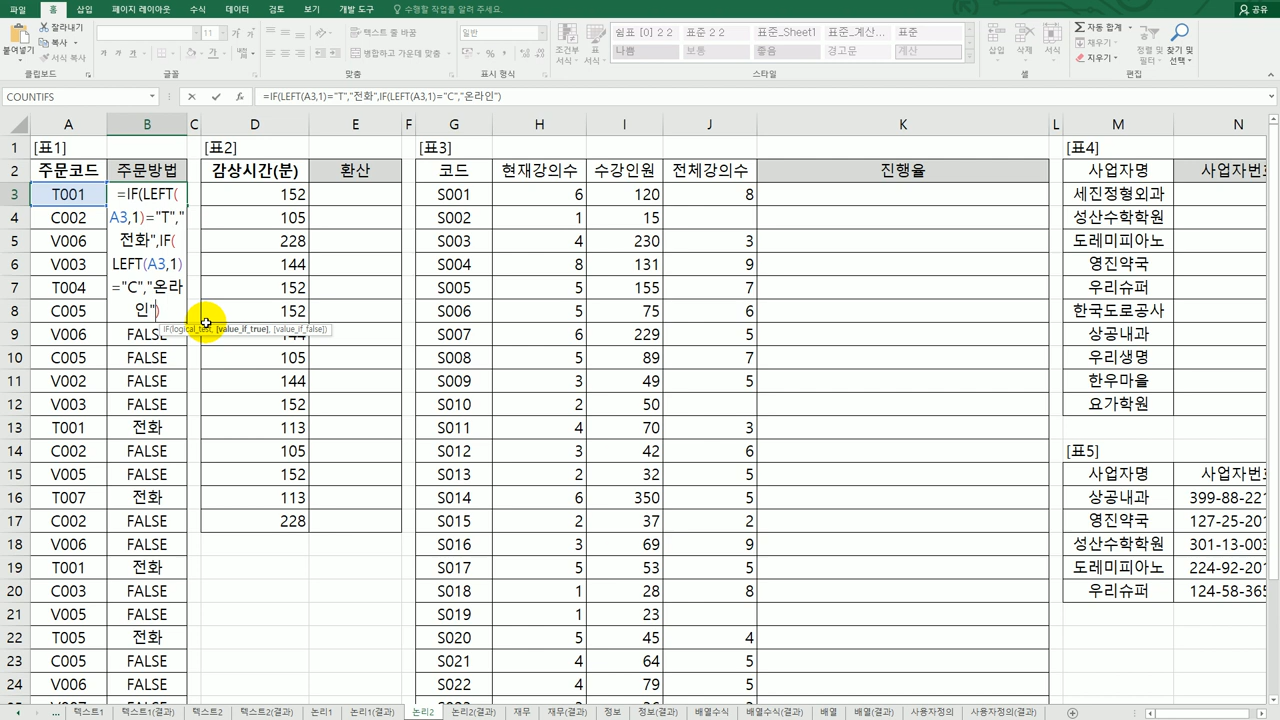 파일 홈 삽입 페이지 레이아웃 수식 데이터 검토 보기 개발 도구 수행할 작업을 알려 주세요. 공유
붙여넣기 잘라내기 복사 서식 복사 클립보드
11 가 가 가 글꼴
텍스트 줄 바꿈 병합하고 가운데 맞춤 맞춤
일반 % 표시 형식
조건부 서식 표 서식 쉼표 [0] 2 2 표준_Sheet1 표준_계산... 표준
나쁨 보통 좋음 경고문 계산 스타일
삽입 삭제 서식 셀
자동 합계 채우기 지우기 정렬 및 필터 찾기 및 선택 편집
COUNTIFS fx =IF(LEFT(A3,1)="T","전화",IF(LEFT(A3,1)="C","온라인")
A B C D E F G H I J K L M N
1 [표1] [표2] [표3] [표4]
2 주문코드 주문방법 감상시간(분) 환산 코드 현재강의수 수강인원 전체강의수 진행율 사업자명 사업자번호
3 T001 =IF(LEFT( 152 S001 6 120 8 세진정형외과
4 C002 A3,1)="T"," 105 S002 1 15 성산수학학원
5 V006 전화",IF( 228 S003 4 230 3 도레미피아노
6 V003 LEFT(A3,1) 144 S004 8 131 9 영진약국
7 T004 ="C","온라 152 S005 5 155 7 우리슈퍼
8 C005 인") 152 S006 5 75 6 한국도로공사
IF(logical_test, [value_if_true], [value_if_false])
9 V006 FALSE 144 S007 6 229 5 상공내과
10 C005 FALSE 105 S008 5 89 7 우리생명
11 V002 FALSE 144 S009 3 49 5 한우마을
12 V003 FALSE 152 S010 2 50 요가학원
13 T001 전화 113 S011 4 70 3
14 C002 FALSE 105 S012 3 42 6 [표5]
15 V005 FALSE 152 S013 2 32 5 사업자명 사업자번호
16 T007 전화 113 S014 6 350 5 상공내과 399-88-221
17 C002 FALSE 228 S015 2 37 2 영진약국 127-25-201
18 V006 FALSE S016 3 69 9 성산수학학원 301-13-003
19 T001 전화 S017 5 53 5 도레미피아노 224-92-201
20 C003 FALSE S018 1 28 8 우리슈퍼 124-58-365
21 V005 FALSE S019 1 23
22 T005 전화 S020 5 45 4
23 C005 FALSE S021 4 64 5
24 V006 FALSE S022 4 79 5
... 텍스트1 텍스트1(결과) 텍스트2 텍스트2(결과) 논리1 논리1(결과) 논리2 논리2(결과) 재무 재무(결과) 정보 정보(결과) 배열수식 배열수식(결과) 배열 배열(결과) 사용자정의 사용자정의(결과)